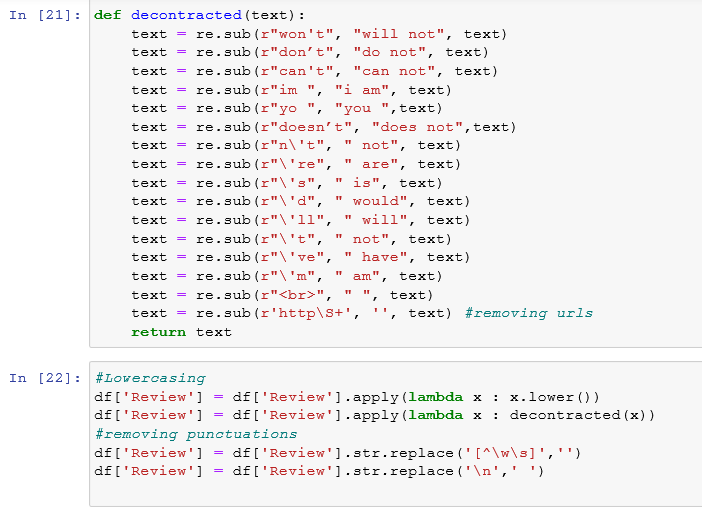 In [21]: def decontracted(text):
    text = re.sub(r"won't", "will not", text)
    text = re.sub(r"don’t", "do not", text)
    text = re.sub(r"can't", "can not", text)
    text = re.sub(r"im ", "i am", text)
    text = re.sub(r"yo ", "you ",text)
    text = re.sub(r"doesn’t", "does not",text)
    text = re.sub(r"n\'t", " not", text)
    text = re.sub(r"\'re", " are", text)
    text = re.sub(r"\'s", " is", text)
    text = re.sub(r"\'d", " would", text)
    text = re.sub(r"\'ll", " will", text)
    text = re.sub(r"\'t", " not", text)
    text = re.sub(r"\'ve", " have", text)
    text = re.sub(r"\'m", " am", text)
    text = re.sub(r"<br>", " ", text)
    text = re.sub(r'http\S+', '', text) #removing urls
    return text
In [22]: #Lowercasing
df['Review'] = df['Review'].apply(lambda x : x.lower())
df['Review'] = df['Review'].apply(lambda x : decontracted(x))
#removing punctuations
df['Review'] = df['Review'].str.replace('[^\w\s]','')
df['Review'] = df['Review'].str.replace('\n',' ')